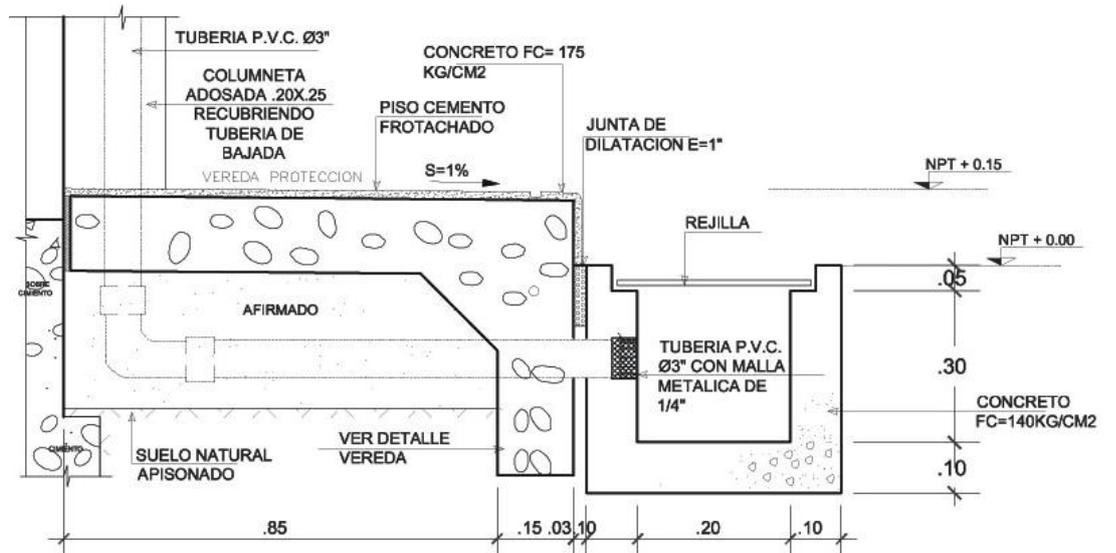 TUBERIA P.V.C. Ø3"
COLUMNETA
ADOSADA .20X.25
RECUBRIENDO
TUBERIA DE
BAJADA
VEREDA PROTECCION
S=1%
PISO CEMENTO
FROTACHADO
CONCRETO FC= 175
KG/CM2
JUNTA DE
DILATACION E=1"
NPT + 0.15
REJILLA
NPT + 0.00
SOBRE
CIMIENTO
AFIRMADO
TUBERIA P.V.C.
Ø3" CON MALLA
METALICA DE
1/4"
.05
.30
.10
CONCRETO
FC=140KG/CM2
CIMIENTO
SUELO NATURAL
APISONADO
VER DETALLE
VEREDA
.85
.15
.03
.10
.20
.10